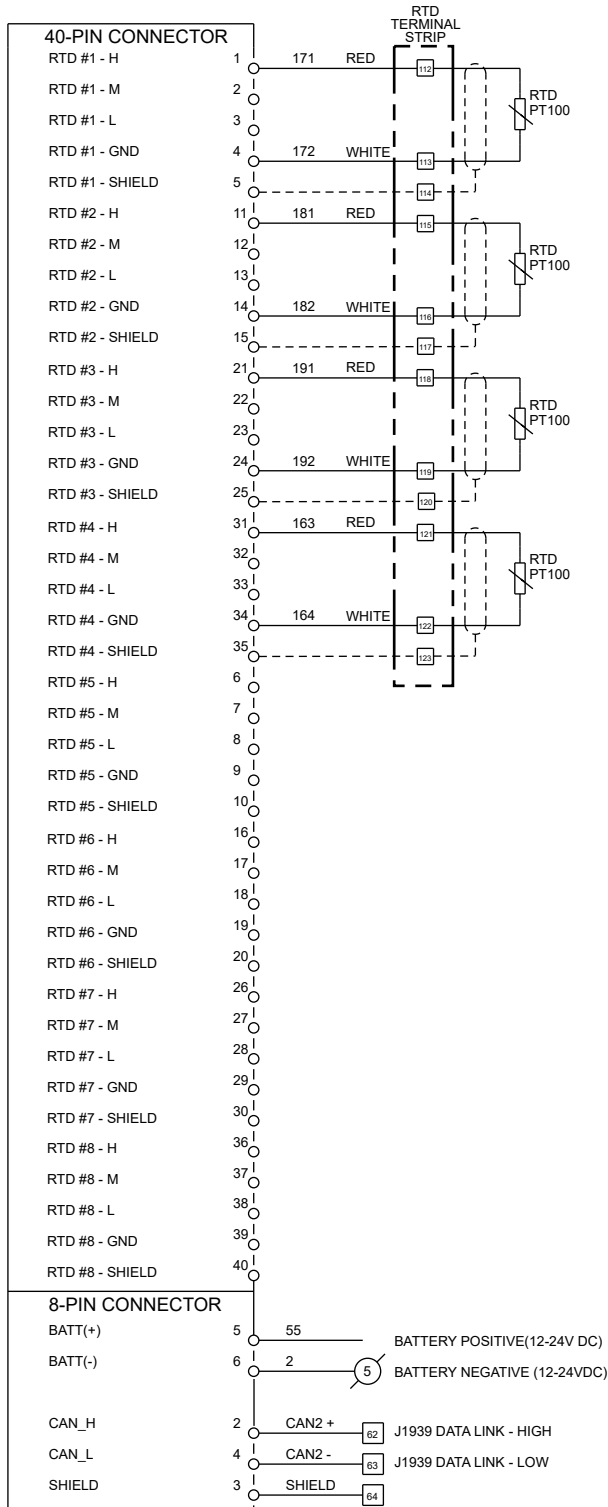 RTD
TERMINAL
STRIP
40-PIN CONNECTOR
RTD #1 - H 1 171 RED 112
RTD #1 - M 2
RTD
PT100
RTD #1 - L 3
RTD #1 - GND 4 172 WHITE 113
RTD #1 - SHIELD 5 114
RTD #2 - H 11 181 RED 115
RTD #2 - M 12
RTD
PT100
RTD #2 - L 13
RTD #2 - GND 14 182 WHITE 116
RTD #2 - SHIELD 15 117
RTD #3 - H 21 191 RED 118
RTD #3 - M 22
RTD
PT100
RTD #3 - L 23
RTD #3 - GND 24 192 WHITE 119
RTD #3 - SHIELD 25 120
RTD #4 - H 31 163 RED 121
RTD #4 - M 32
RTD
PT100
RTD #4 - L 33
RTD #4 - GND 34 164 WHITE 122
RTD #4 - SHIELD 35 123
RTD #5 - H 6
RTD #5 - M 7
RTD #5 - L 8
RTD #5 - GND 9
RTD #5 - SHIELD 10
RTD #6 - H 16
RTD #6 - M 17
RTD #6 - L 18
RTD #6 - GND 19
RTD #6 - SHIELD 20
RTD #7 - H 26
RTD #7 - M 27
RTD #7 - L 28
RTD #7 - GND 29
RTD #7 - SHIELD 30
RTD #8 - H 36
RTD #8 - M 37
RTD #8 - L 38
RTD #8 - GND 39
RTD #8 - SHIELD 40
8-PIN CONNECTOR
BATT(+) 5 55 BATTERY POSITIVE(12-24V DC)
BATT(-) 6 2 5 BATTERY NEGATIVE (12-24VDC)
CAN_H 2 CAN2 + 62 J1939 DATA LINK - HIGH
CAN_L 4 CAN2 - 63 J1939 DATA LINK - LOW
SHIELD 3 SHIELD 64